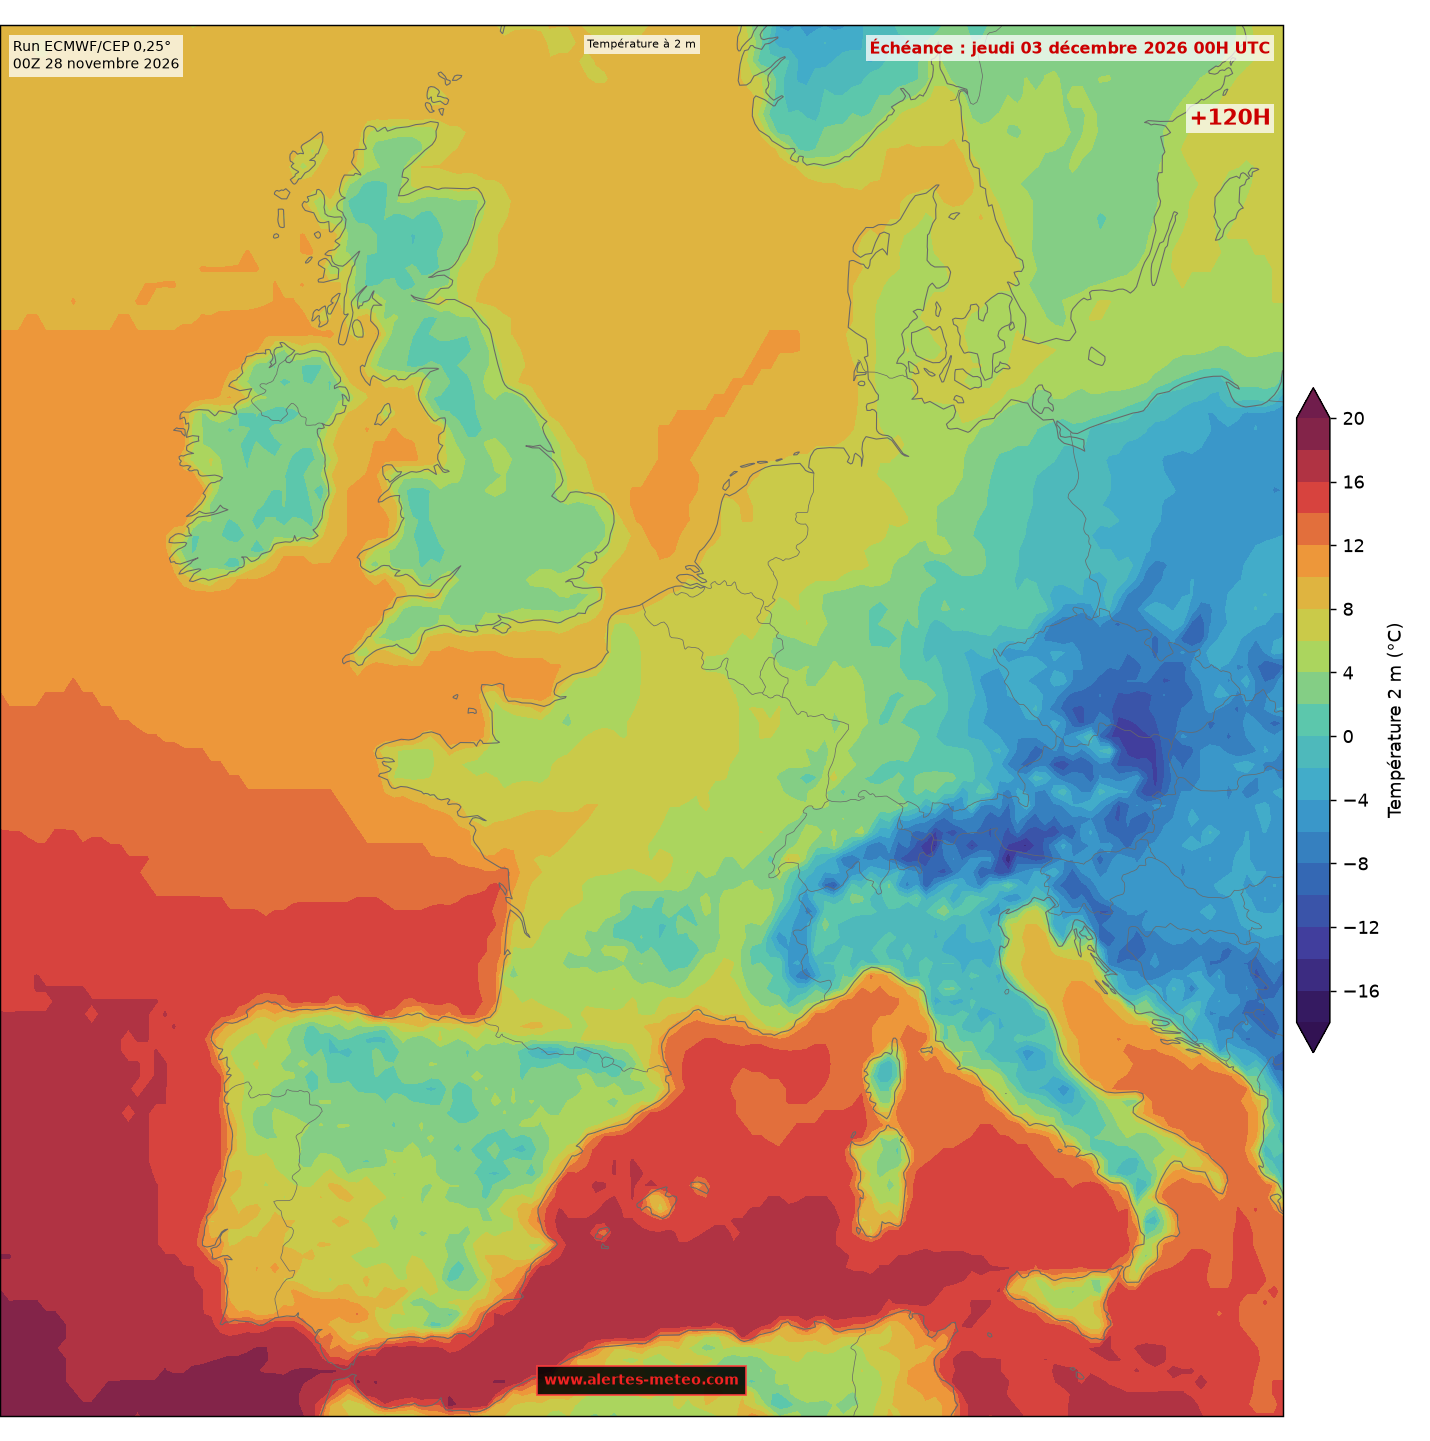 Run ECMWF/CEP 0,25°
00Z 28 novembre 2026
Température à 2 m
Échéance : jeudi 03 décembre 2026 00H UTC
+120H
20
16
12
8
4
0
−4
−8
−12
−16
Température 2 m (°C)
www.alertes-meteo.com